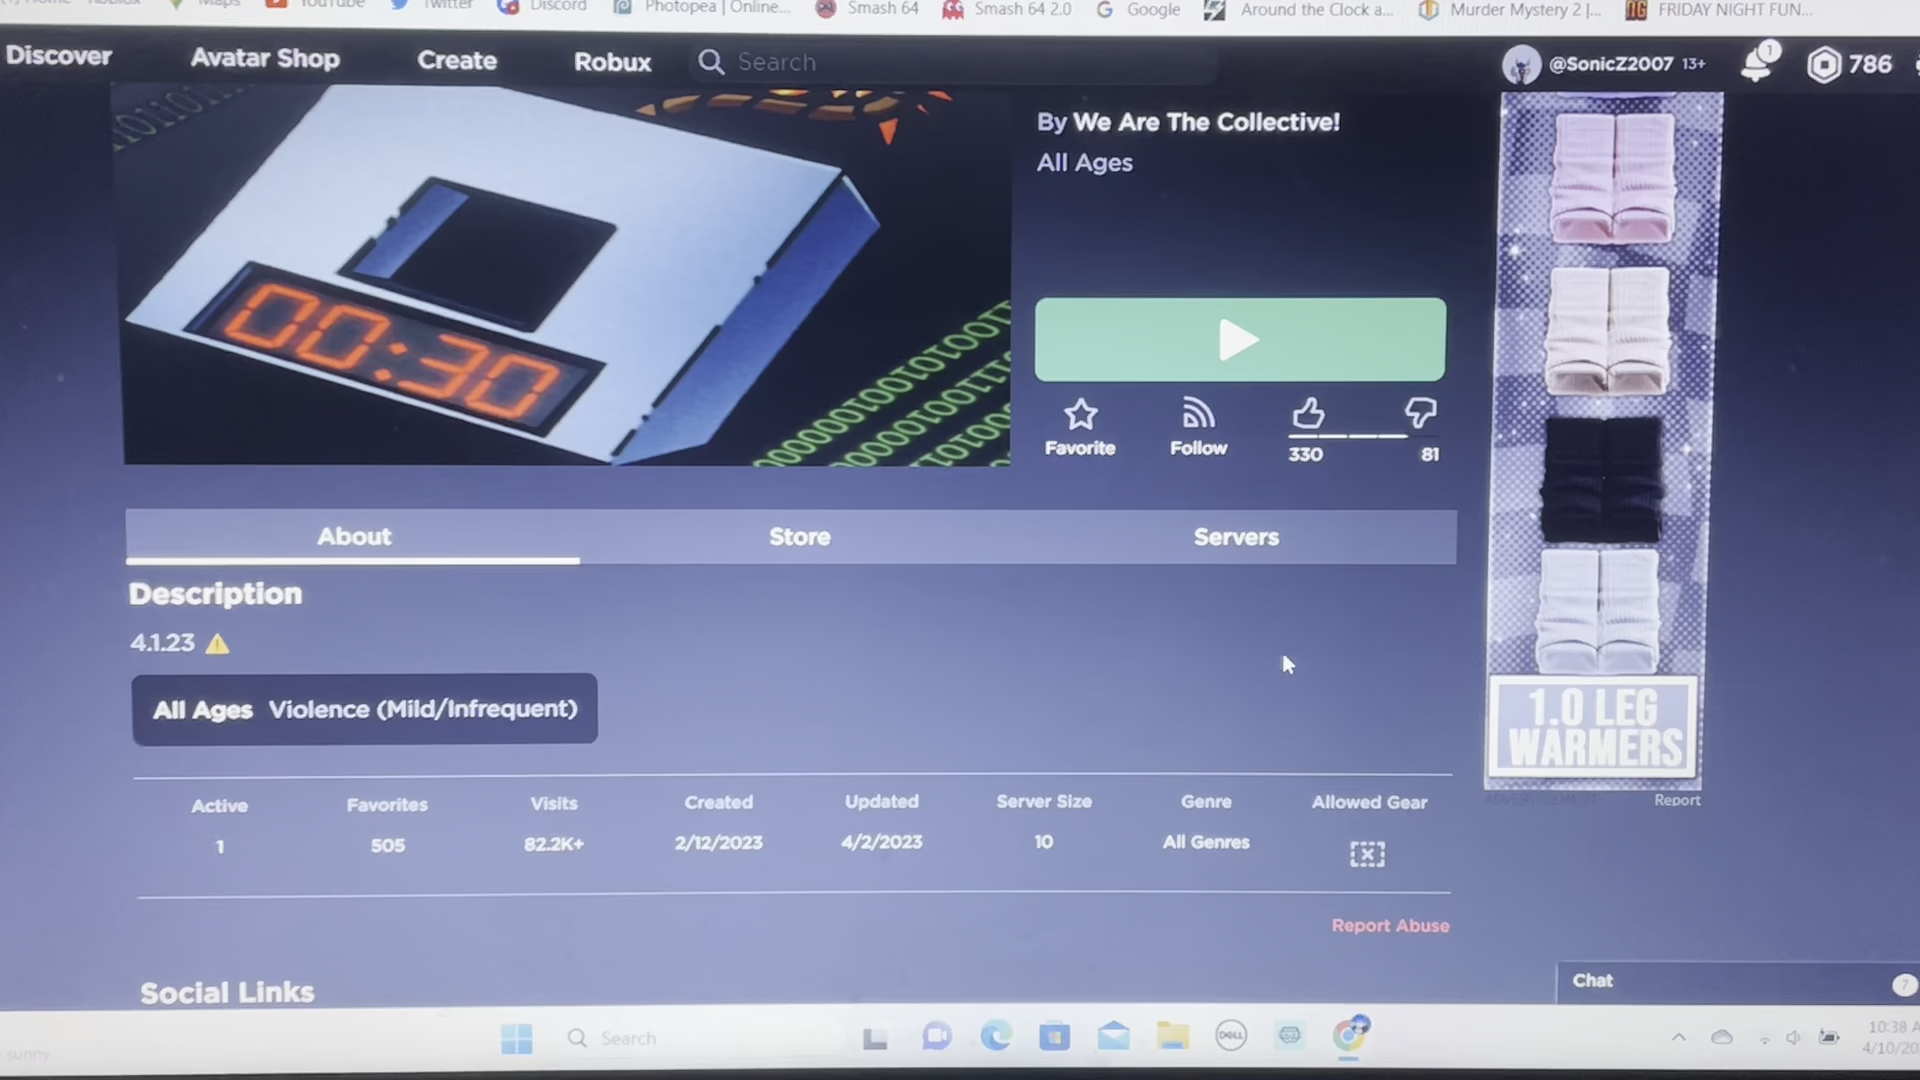 Maps
YouTube
Twitter
Discord
Photopea | Online...
Smash 64
Smash 64 2.0
Google
Around the Clock a...
Murder Mystery 2 |...
FRIDAY NIGHT FUN...
Discover
Avatar Shop
Create
Robux
Search
@SonicZ2007 13+
1
786
By We Are The Collective!
All Ages
00:30
Favorite
Follow
330
81
About
Store
Servers
Description
4.1.23
All Ages Violence (Mild/Infrequent)
Active
Favorites
Visits
Created
Updated
Server Size
Genre
Allowed Gear
1
505
82.2K+
2/12/2023
4/2/2023
10
All Genres
Report Abuse
1.0 LEG
WARMERS
ADVERTISEMENT
Report
Social Links
Chat
7
sunny
Search
DELL
10:38 A
4/10/20